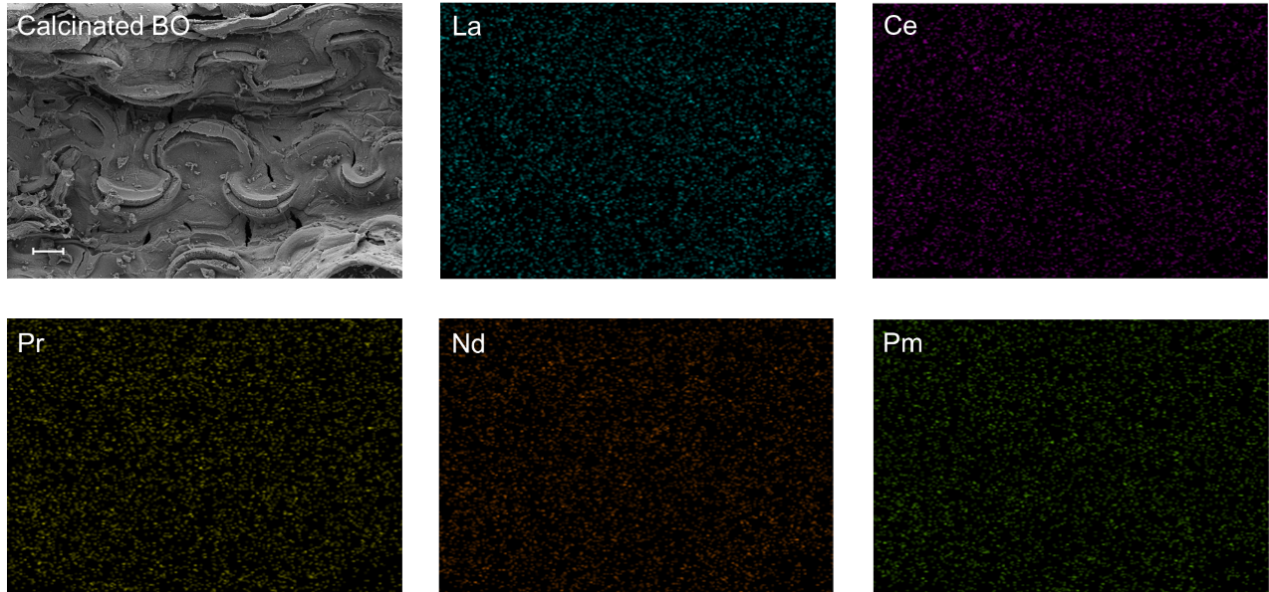 Calcinated BO
La
Ce
Pr
Nd
Pm